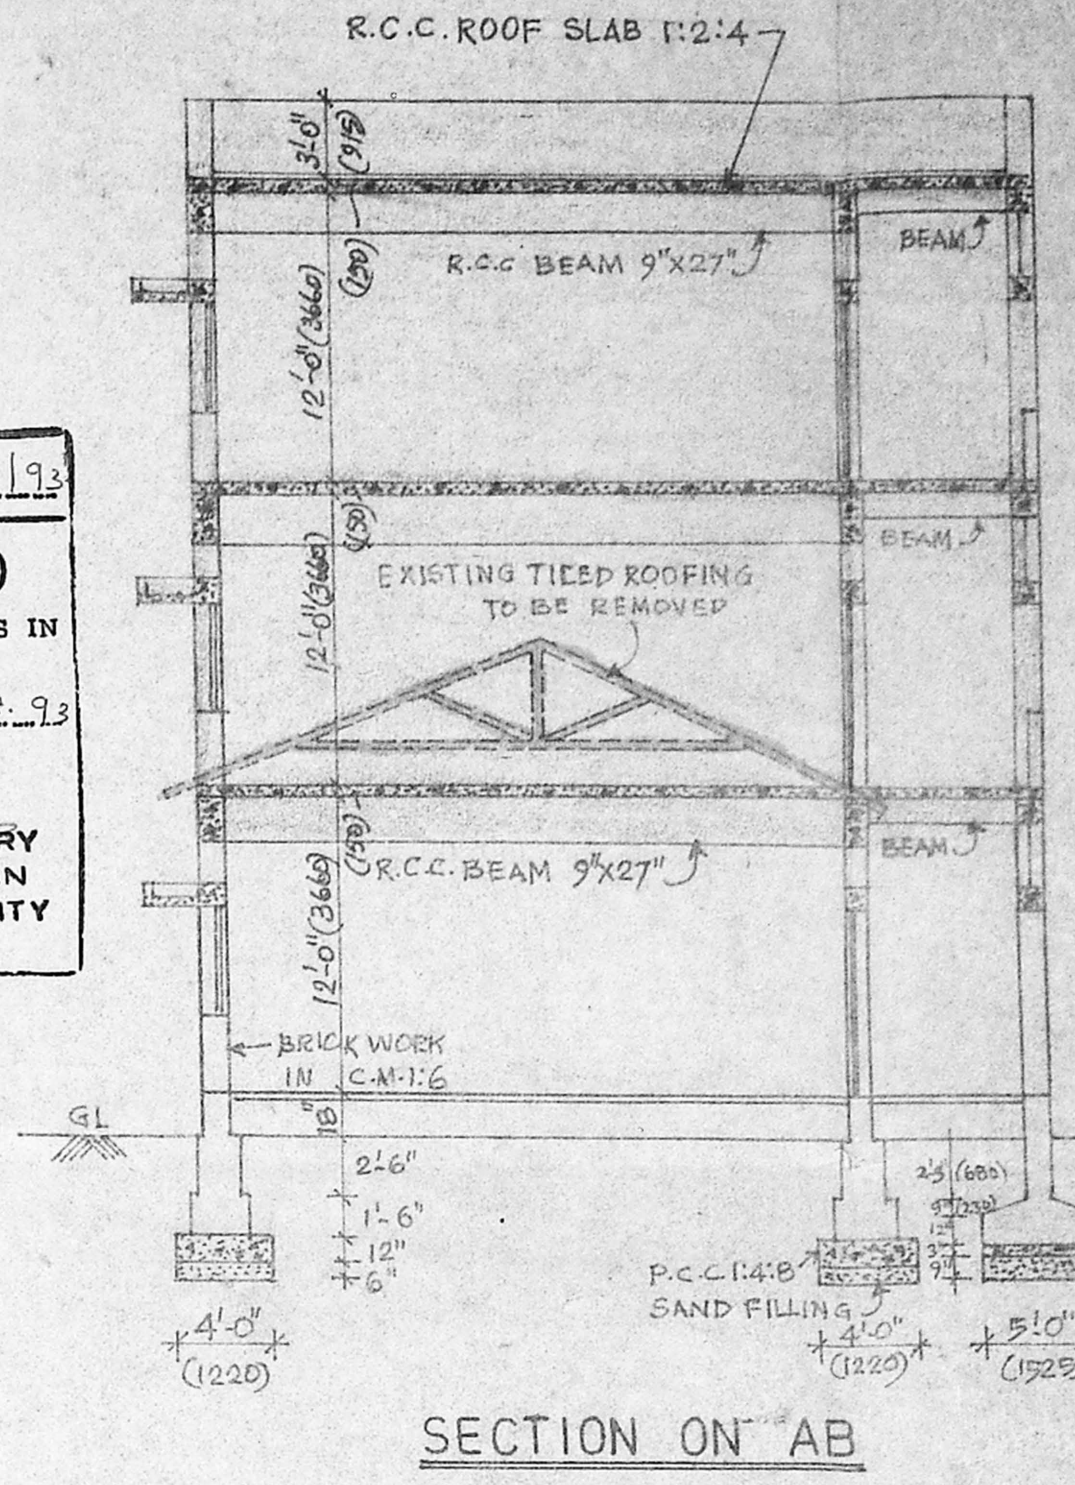 R.C.C. ROOF SLAB 1:2:4
3'-0"
(915)
(150)
R.C.C BEAM 9"X27"
BEAM
12'-0"(3660)
193
S IN
93
RY
N
ITY
(150)
BEAM
12'-0"(3660)
EXISTING TILED ROOFING
TO BE REMOVED
(150)
R.C.C. BEAM 9"X27"
BEAM
12'-0"(3660)
BRICK WORK
IN C.M.1:6
GL
18"
2'-6"
1'-6"
12"
6"
(680)
9" (230)
12"
3"
9"
P.C.C.1:4:8
SAND FILLING
4'-0"
(1220)
4'-0"
(1220)
5'-0"
(1525
SECTION ON AB